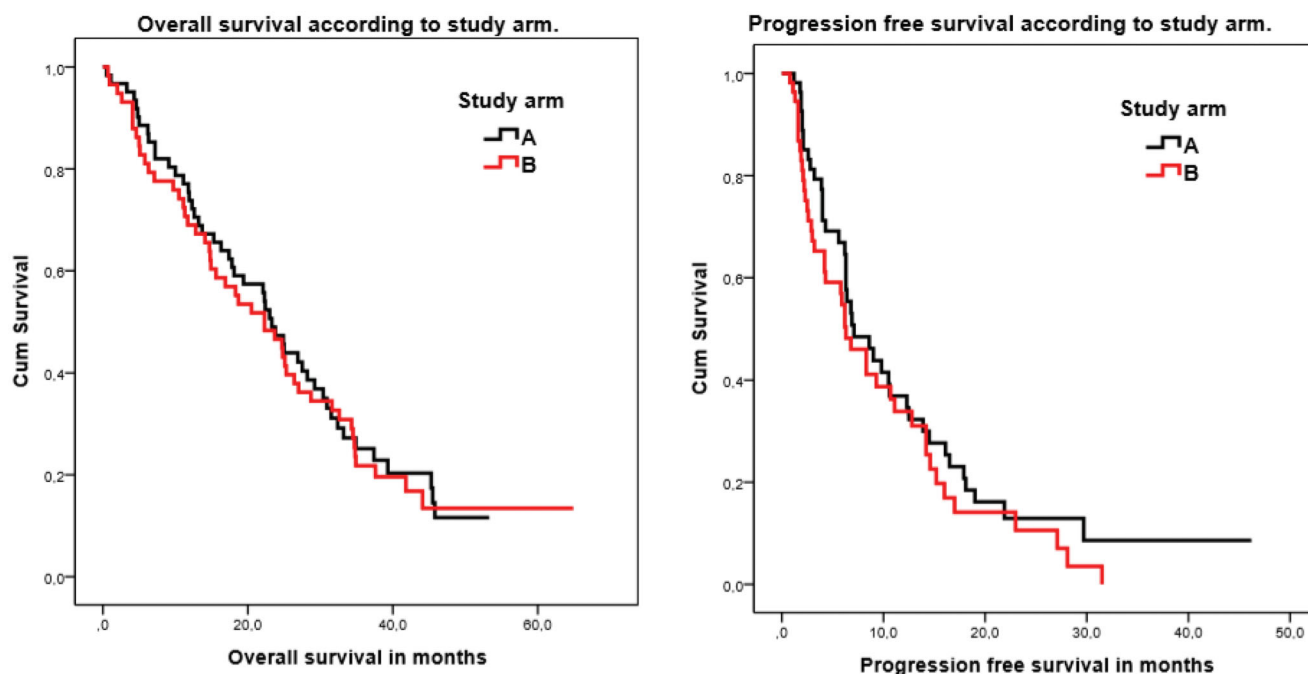 Overall survival according to study arm.
1,0
0,8
0,6
0,4
0,2
0,0
Cum Survival
Study arm
A
B
,0 20,0 40,0 60,0
Overall survival in months
Progression free survival according to study arm.
1,0
0,8
0,6
0,4
0,2
0,0
Cum Survival
Study arm
A
B
,0 10,0 20,0 30,0 40,0 50,0
Progression free survival in months